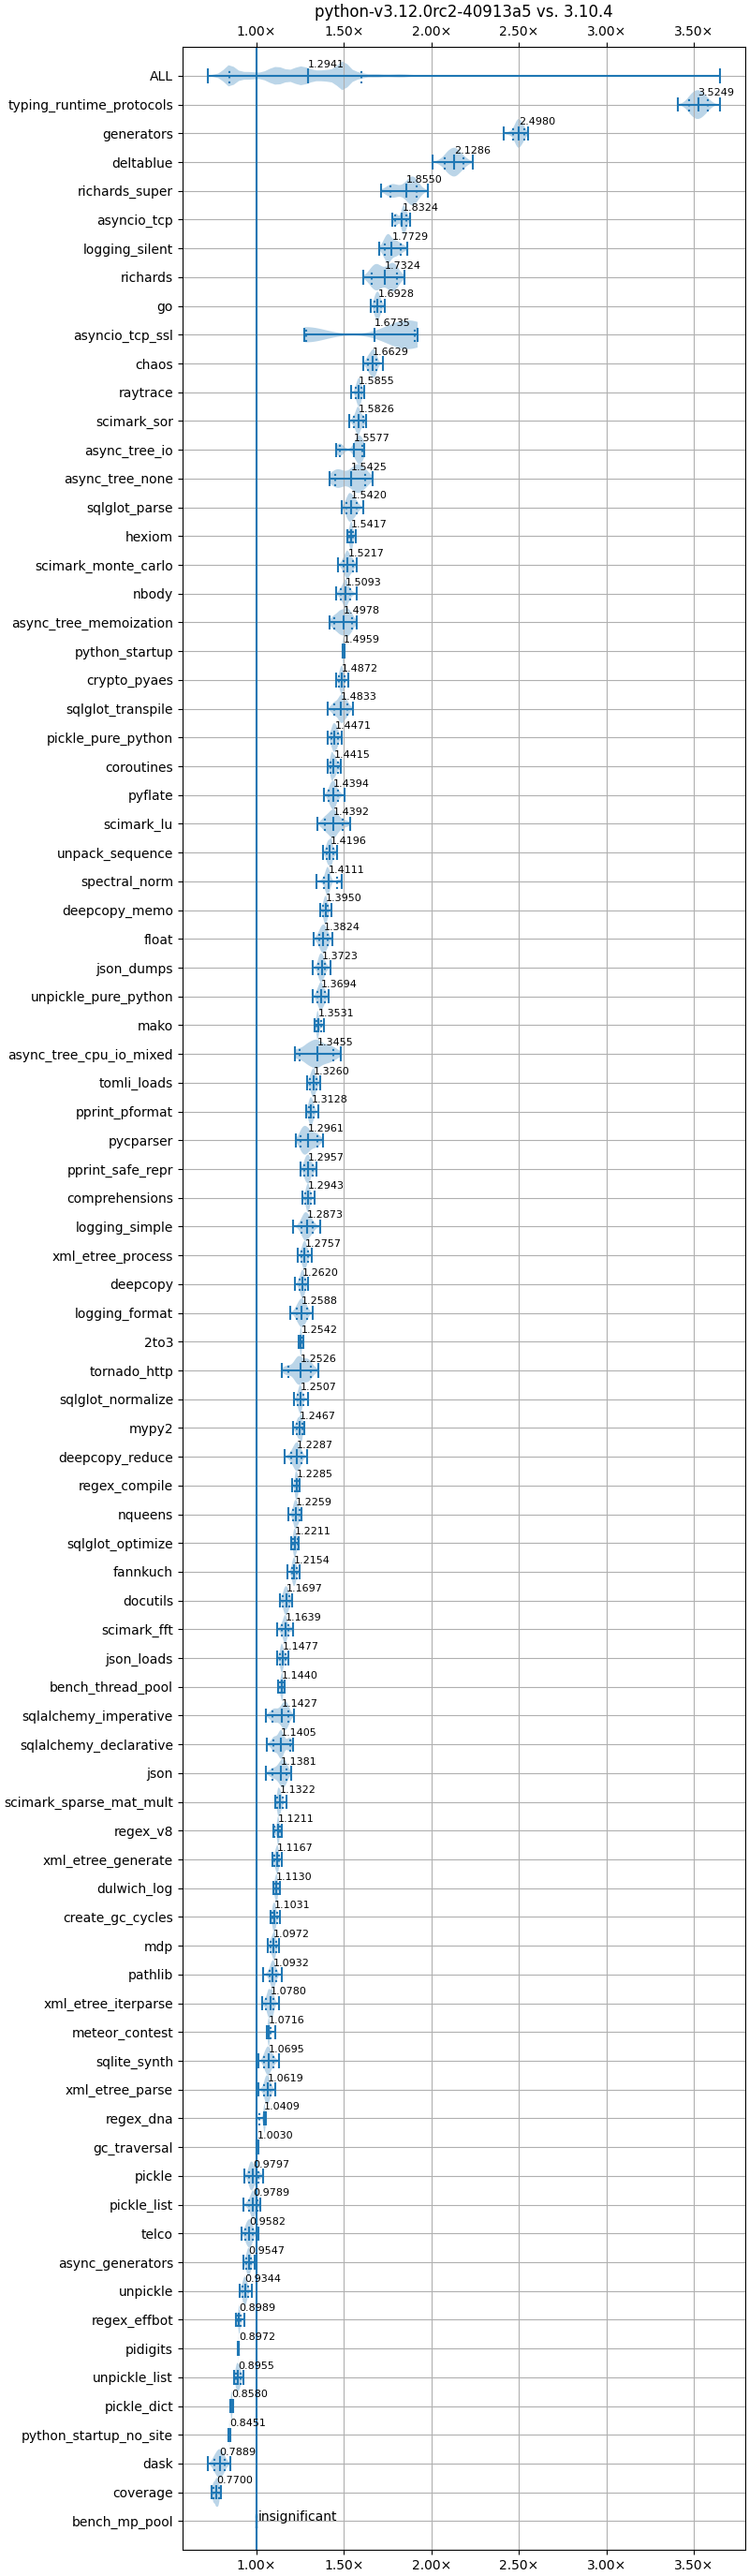 python-v3.12.0rc2-40913a5 vs. 3.10.4
1.00× 1.50× 2.00× 2.50× 3.00× 3.50×
ALL 1.2941
typing_runtime_protocols 3.5249
generators 2.4980
deltablue 2.1286
richards_super 1.8550
asyncio_tcp 1.8324
logging_silent 1.7729
richards 1.7324
go 1.6928
asyncio_tcp_ssl 1.6735
chaos 1.6629
raytrace 1.5855
scimark_sor 1.5826
async_tree_io 1.5577
async_tree_none 1.5425
sqlglot_parse 1.5420
hexiom 1.5417
scimark_monte_carlo 1.5217
nbody 1.5093
async_tree_memoization 1.4978
python_startup 1.4959
crypto_pyaes 1.4872
sqlglot_transpile 1.4833
pickle_pure_python 1.4471
coroutines 1.4415
pyflate 1.4394
scimark_lu 1.4392
unpack_sequence 1.4196
spectral_norm 1.4111
deepcopy_memo 1.3950
float 1.3824
json_dumps 1.3723
unpickle_pure_python 1.3694
mako 1.3531
async_tree_cpu_io_mixed 1.3455
tomli_loads 1.3260
pprint_pformat 1.3128
pycparser 1.2961
pprint_safe_repr 1.2957
comprehensions 1.2943
logging_simple 1.2873
xml_etree_process 1.2757
deepcopy 1.2620
logging_format 1.2588
2to3 1.2542
tornado_http 1.2526
sqlglot_normalize 1.2507
mypy2 1.2467
deepcopy_reduce 1.2287
regex_compile 1.2285
nqueens 1.2259
sqlglot_optimize 1.2211
fannkuch 1.2154
docutils 1.1697
scimark_fft 1.1639
json_loads 1.1477
bench_thread_pool 1.1440
sqlalchemy_imperative 1.1427
sqlalchemy_declarative 1.1405
json 1.1381
scimark_sparse_mat_mult 1.1322
regex_v8 1.1211
xml_etree_generate 1.1167
dulwich_log 1.1130
create_gc_cycles 1.1031
mdp 1.0972
pathlib 1.0932
xml_etree_iterparse 1.0780
meteor_contest 1.0716
sqlite_synth 1.0695
xml_etree_parse 1.0619
regex_dna 1.0409
gc_traversal 1.0030
pickle 0.9797
pickle_list 0.9789
telco 0.9582
async_generators 0.9547
unpickle 0.9344
regex_effbot 0.8989
pidigits 0.8972
unpickle_list 0.8955
pickle_dict 0.8580
python_startup_no_site 0.8451
dask 0.7889
coverage 0.7700
bench_mp_pool insignificant
1.00× 1.50× 2.00× 2.50× 3.00× 3.50×